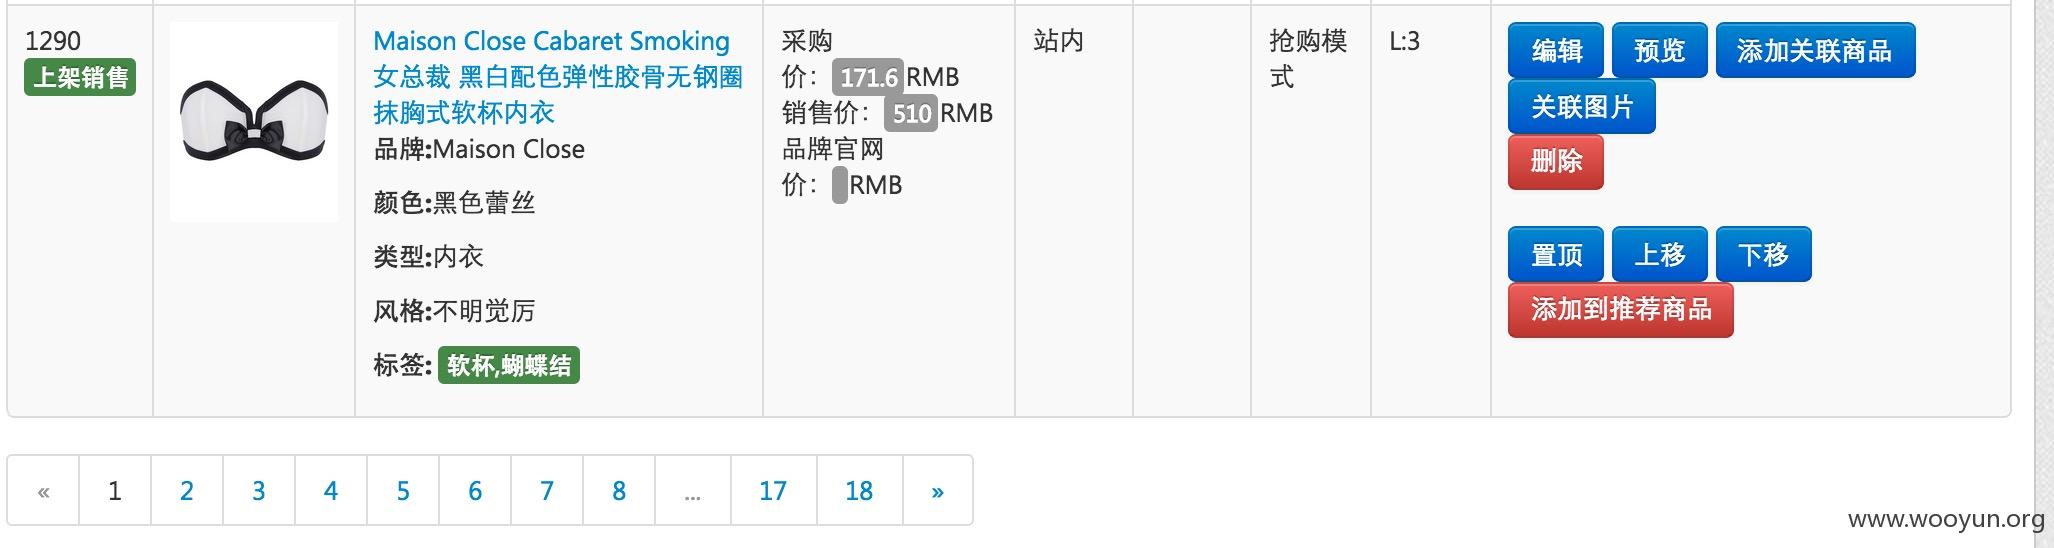 1290
上架销售
Maison Close Cabaret Smoking
女总裁 黑白配色弹性胶骨无钢圈
抹胸式软杯内衣
品牌:Maison Close
颜色:黑色蕾丝
类型:内衣
风格:不明觉厉
标签: 软杯,蝴蝶结
采购
价： 171.6 RMB
销售价： 510 RMB
品牌官网
价： RMB
站内
抢购模
式
L:3
编辑 预览 添加关联商品
关联图片
删除
置顶 上移 下移
添加到推荐商品
« 1 2 3 4 5 6 7 8 ... 17 18 »
www.wooyun.org